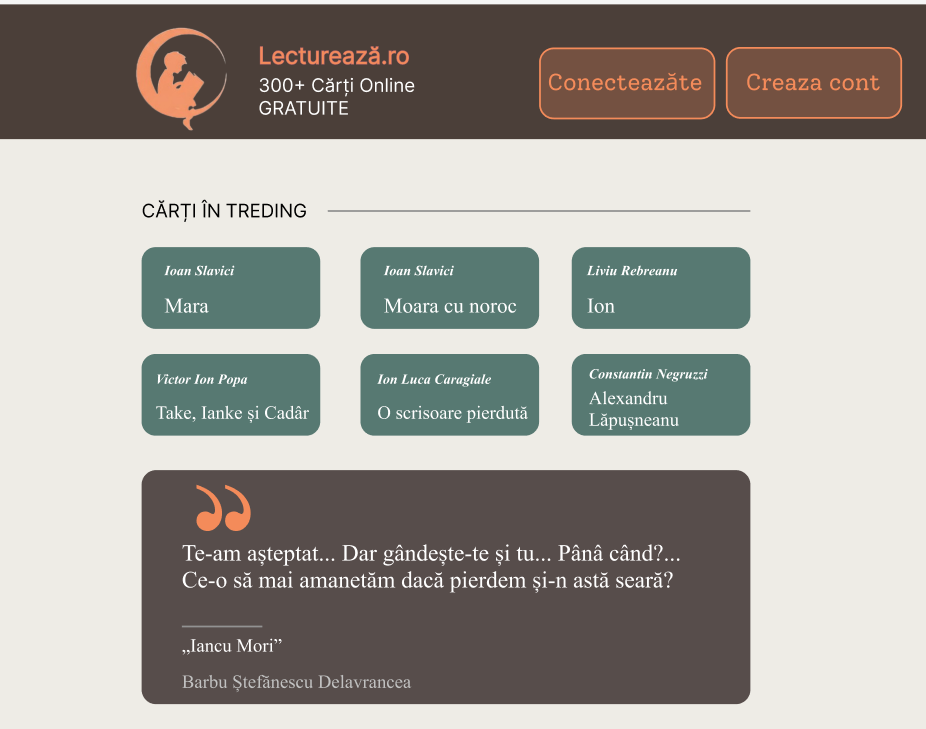 Lecturează.ro
300+ Cărți Online
GRATUITE
Conecteazăte
Creaza cont
CĂRȚI ÎN TREDING
Ioan Slavici
Mara
Ioan Slavici
Moara cu noroc
Liviu Rebreanu
Ion
Victor Ion Popa
Take, Ianke și Cadâr
Ion Luca Caragiale
O scrisoare pierdută
Constantin Negruzzi
Alexandru
Lăpușneanu
Te-am așteptat... Dar gândește-te și tu... Pânâ când?...
Ce-o să mai amanetăm dacă pierdem și-n astă seară?
„Iancu Mori”
Barbu Ștefănescu Delavrancea